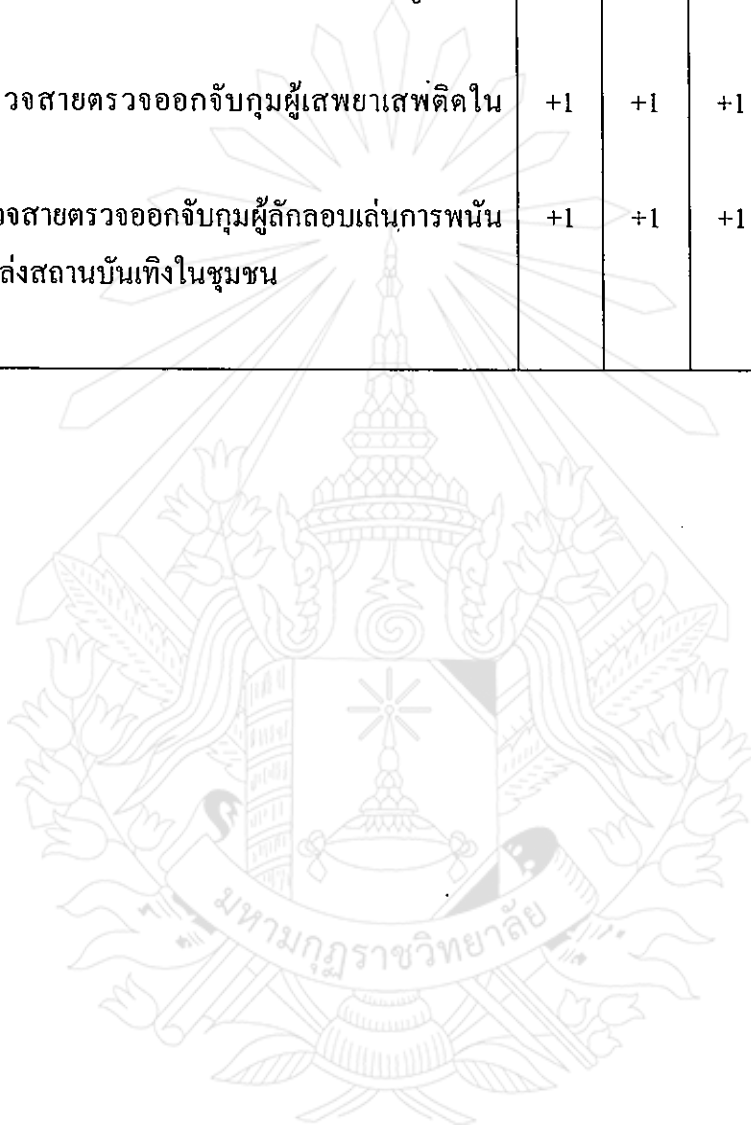 วจสายตรวจออกจับกุมผู้เสพยาเสพติดใน +1 +1 +1
วจสายตรวจออกจับกุมผู้ลักลอบเล่นการพนัน +1 +1 +1
ล่งสถานบันเทิงในชุมชน
มหามกุฏราชวิทยาลัย